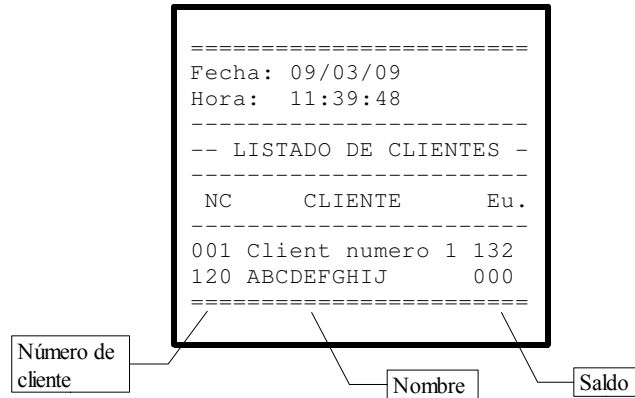 ========================
Fecha: 09/03/09
Hora:  11:39:48
------------------------
-- LISTADO DE CLIENTES -
------------------------
 NC     CLIENTE      Eu.
------------------------
001 Client numero 1 132
120 ABCDEFGHIJ      000
========================
Número de
cliente
Nombre
Saldo